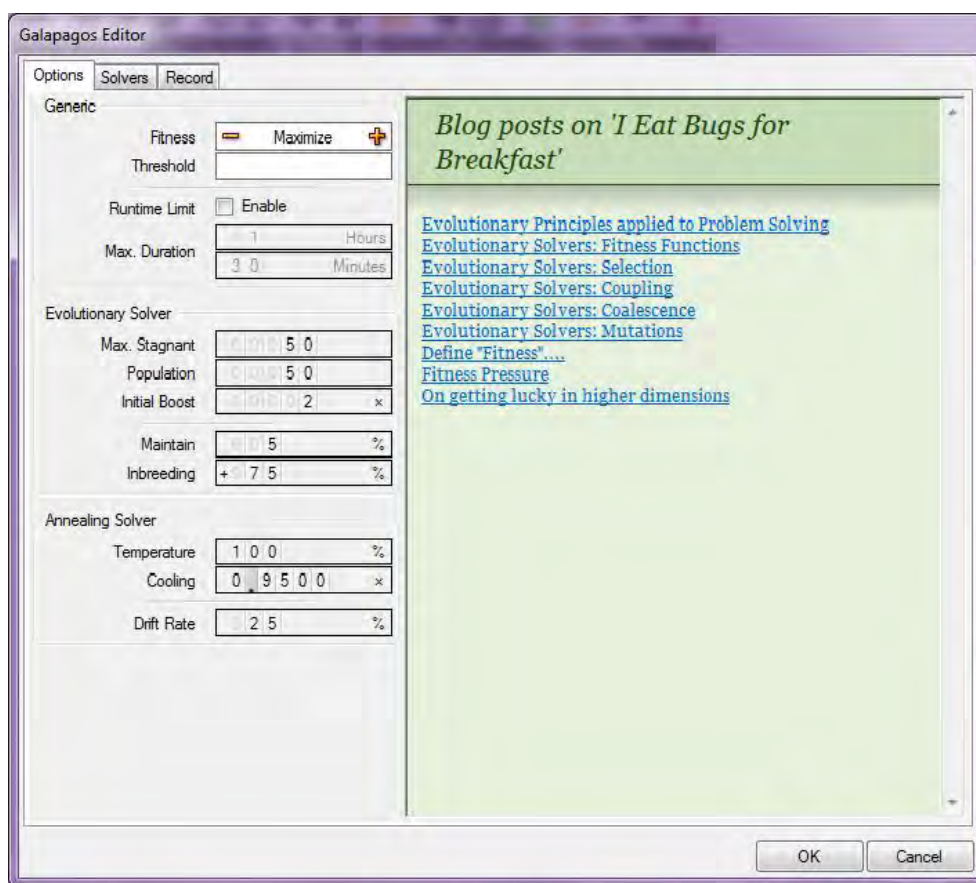 Galapagos Editor
Options Solvers Record
Generic
Fitness Maximize
Threshold
Runtime Limit Enable
Max. Duration 1 Hours
30 Minutes
Evolutionary Solver
Max. Stagnant 50
Population 50
Initial Boost 2 x
Maintain 5 %
Inbreeding + 75 %
Annealing Solver
Temperature 100 %
Cooling 0.9500 x
Drift Rate 25 %
Blog posts on 'I Eat Bugs for
Breakfast'
Evolutionary Principles applied to Problem Solving
Evolutionary Solvers: Fitness Functions
Evolutionary Solvers: Selection
Evolutionary Solvers: Coupling
Evolutionary Solvers: Coalescence
Evolutionary Solvers: Mutations
Define "Fitness"....
Fitness Pressure
On getting lucky in higher dimensions
OK Cancel